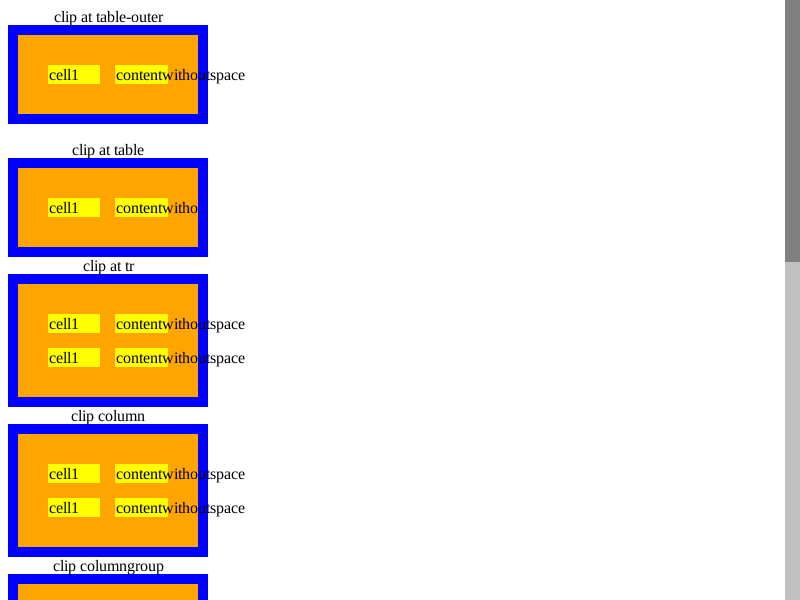 clip at table-outer
cell1 contentwithoutspace
clip at table
cell1 contentwitho
clip at tr
cell1 contentwithoutspace
cell1 contentwithoutspace
clip column
cell1 contentwithoutspace
cell1 contentwithoutspace
clip columngroup